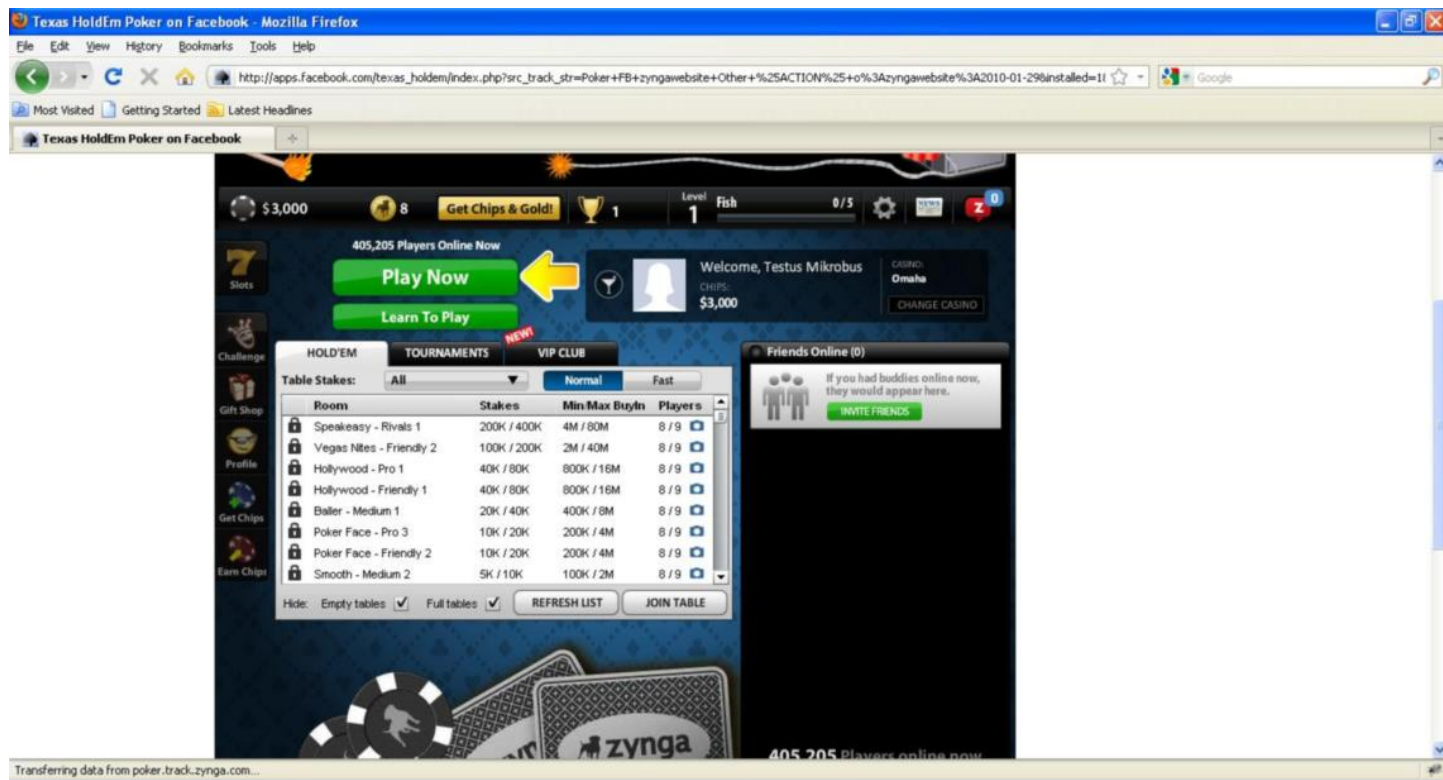 Texas HoldEm Poker on Facebook - Mozilla Firefox
File Edit View History Bookmarks Tools Help
http://apps.facebook.com/texas_holdem/index.php?src_track_str=Poker+FB+zyngawebsite+Other+%25ACTION%25+o%3Azyngawebsite%3A2010-01-29&installed=1& Google
Most Visited Getting Started Latest Headlines
Texas HoldEm Poker on Facebook
$3,000 8 Get Chips & Gold! 1 Level 1 Fish 0/5 NEWS Z 0
405,205 Players Online Now
Play Now
Learn To Play
Welcome, Testus Mikrobus
CHIPS:
$3,000
CASINO:
Omaha
CHANGE CASINO
7
Slots
Challenge
Gift Shop
Profile
Get Chips
Earn Chips
NEW!
HOLD'EM TOURNAMENTS VIP CLUB
Table Stakes: All Normal Fast
Room Stakes Min/Max BuyIn Players
Speakeasy - Rivals 1 200K / 400K 4M / 80M 8 / 9
Vegas Nites - Friendly 2 100K / 200K 2M / 40M 8 / 9
Hollywood - Pro 1 40K / 80K 800K / 16M 8 / 9
Hollywood - Friendly 1 40K / 80K 800K / 16M 8 / 9
Baller - Medium 1 20K / 40K 400K / 8M 8 / 9
Poker Face - Pro 3 10K / 20K 200K / 4M 8 / 9
Poker Face - Friendly 2 10K / 20K 200K / 4M 8 / 9
Smooth - Medium 2 5K / 10K 100K / 2M 8 / 9
Hide: Empty tables Full tables REFRESH LIST JOIN TABLE
Friends Online (0)
If you had buddies online now,
they would appear here.
INVITE FRIENDS
zynga
405,205 Players online now
Transferring data from poker.track.zynga.com...